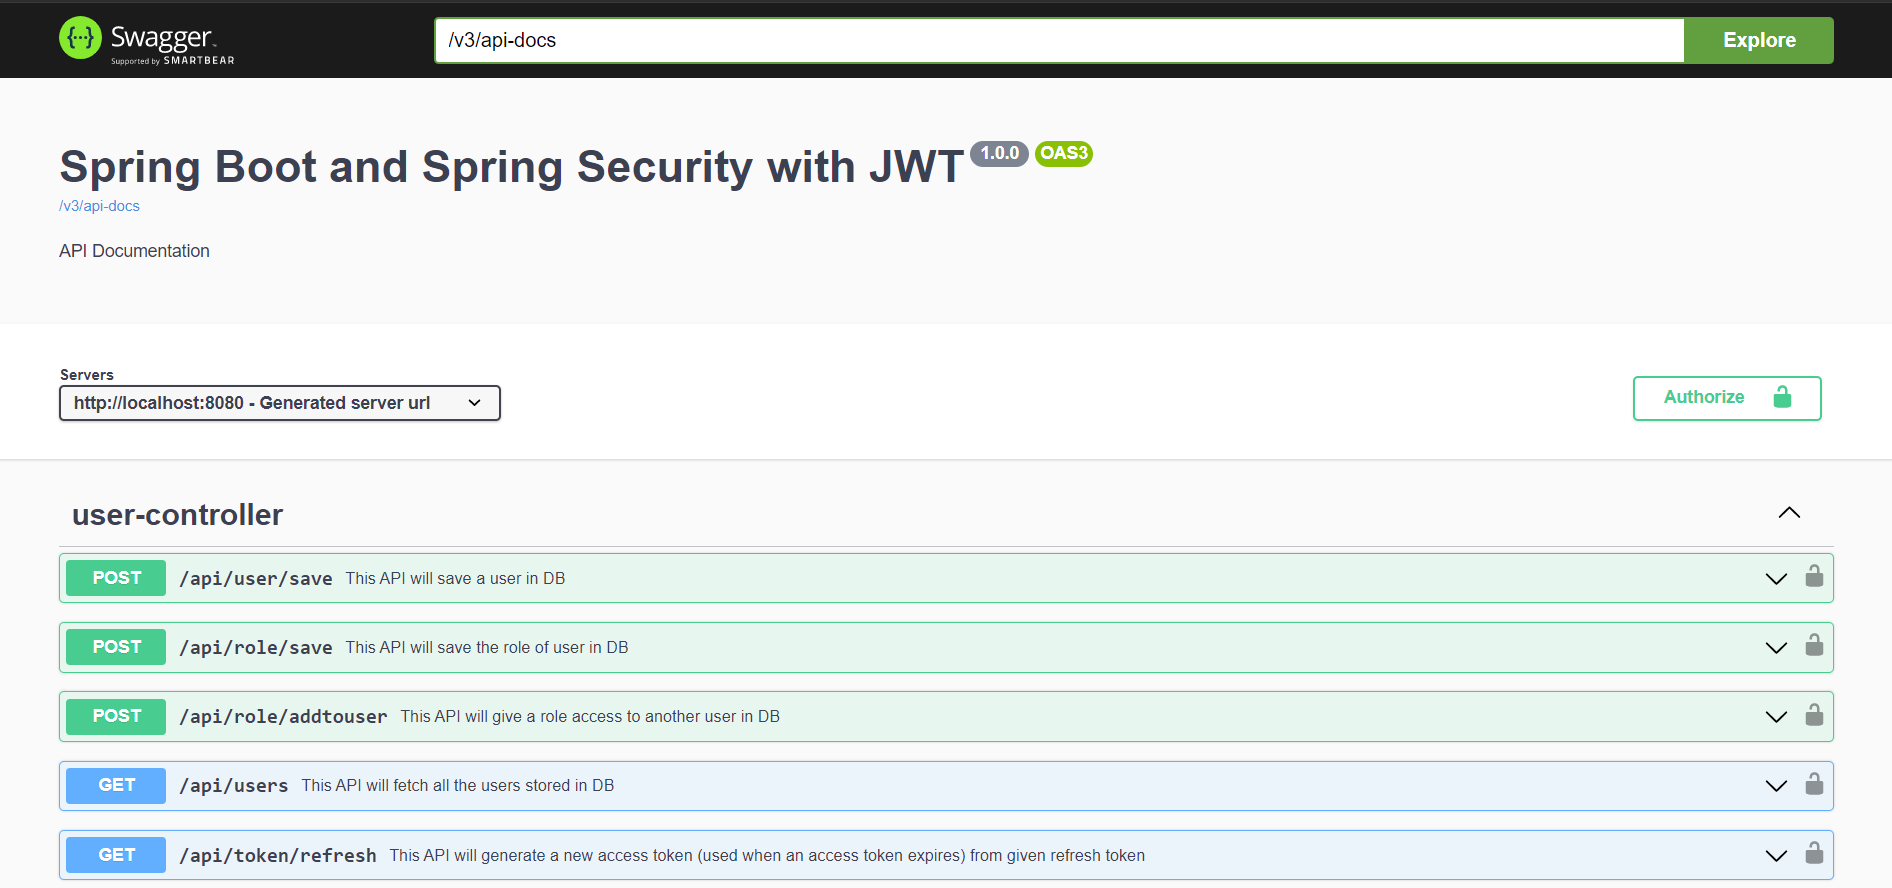 Swagger
Supported by SMARTBEAR
/v3/api-docs
Explore
Spring Boot and Spring Security with JWT 1.0.0 OAS3
/v3/api-docs
API Documentation
Servers
http://localhost:8080 - Generated server url
Authorize
user-controller
POST /api/user/save This API will save a user in DB
POST /api/role/save This API will save the role of user in DB
POST /api/role/addtouser This API will give a role access to another user in DB
GET /api/users This API will fetch all the users stored in DB
GET /api/token/refresh This API will generate a new access token (used when an access token expires) from given refresh token